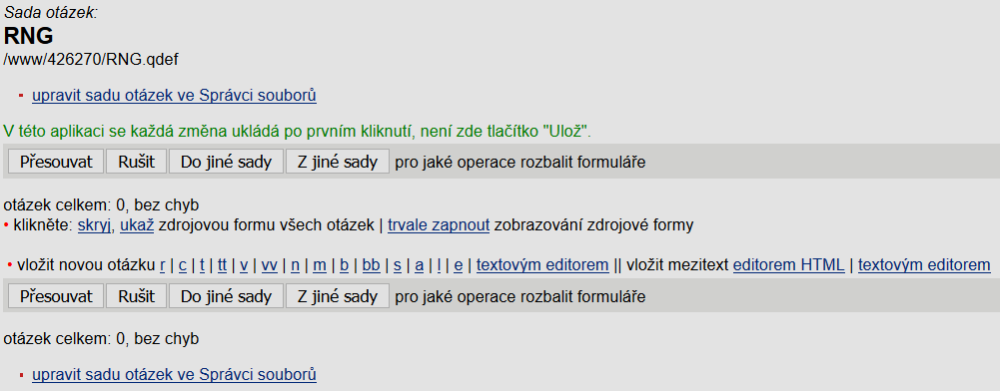 Sada otázek:
RNG
/www/426270/RNG.qdef
upravit sadu otázek ve Správci souborů
V této aplikaci se každá změna ukládá po prvním kliknutí, není zde tlačítko "Ulož".
Přesouvat Rušit Do jiné sady Z jiné sady pro jaké operace rozbalit formuláře
otázek celkem: 0, bez chyb
• klikněte: skryj, ukaž zdrojovou formu všech otázek | trvale zapnout zobrazování zdrojové formy
• vložit novou otázku r | c | t | tt | v | vv | n | m | b | bb | s | a | l | e | textovým editorem || vložit mezitext editorem HTML | textovým editorem
Přesouvat Rušit Do jiné sady Z jiné sady pro jaké operace rozbalit formuláře
otázek celkem: 0, bez chyb
upravit sadu otázek ve Správci souborů